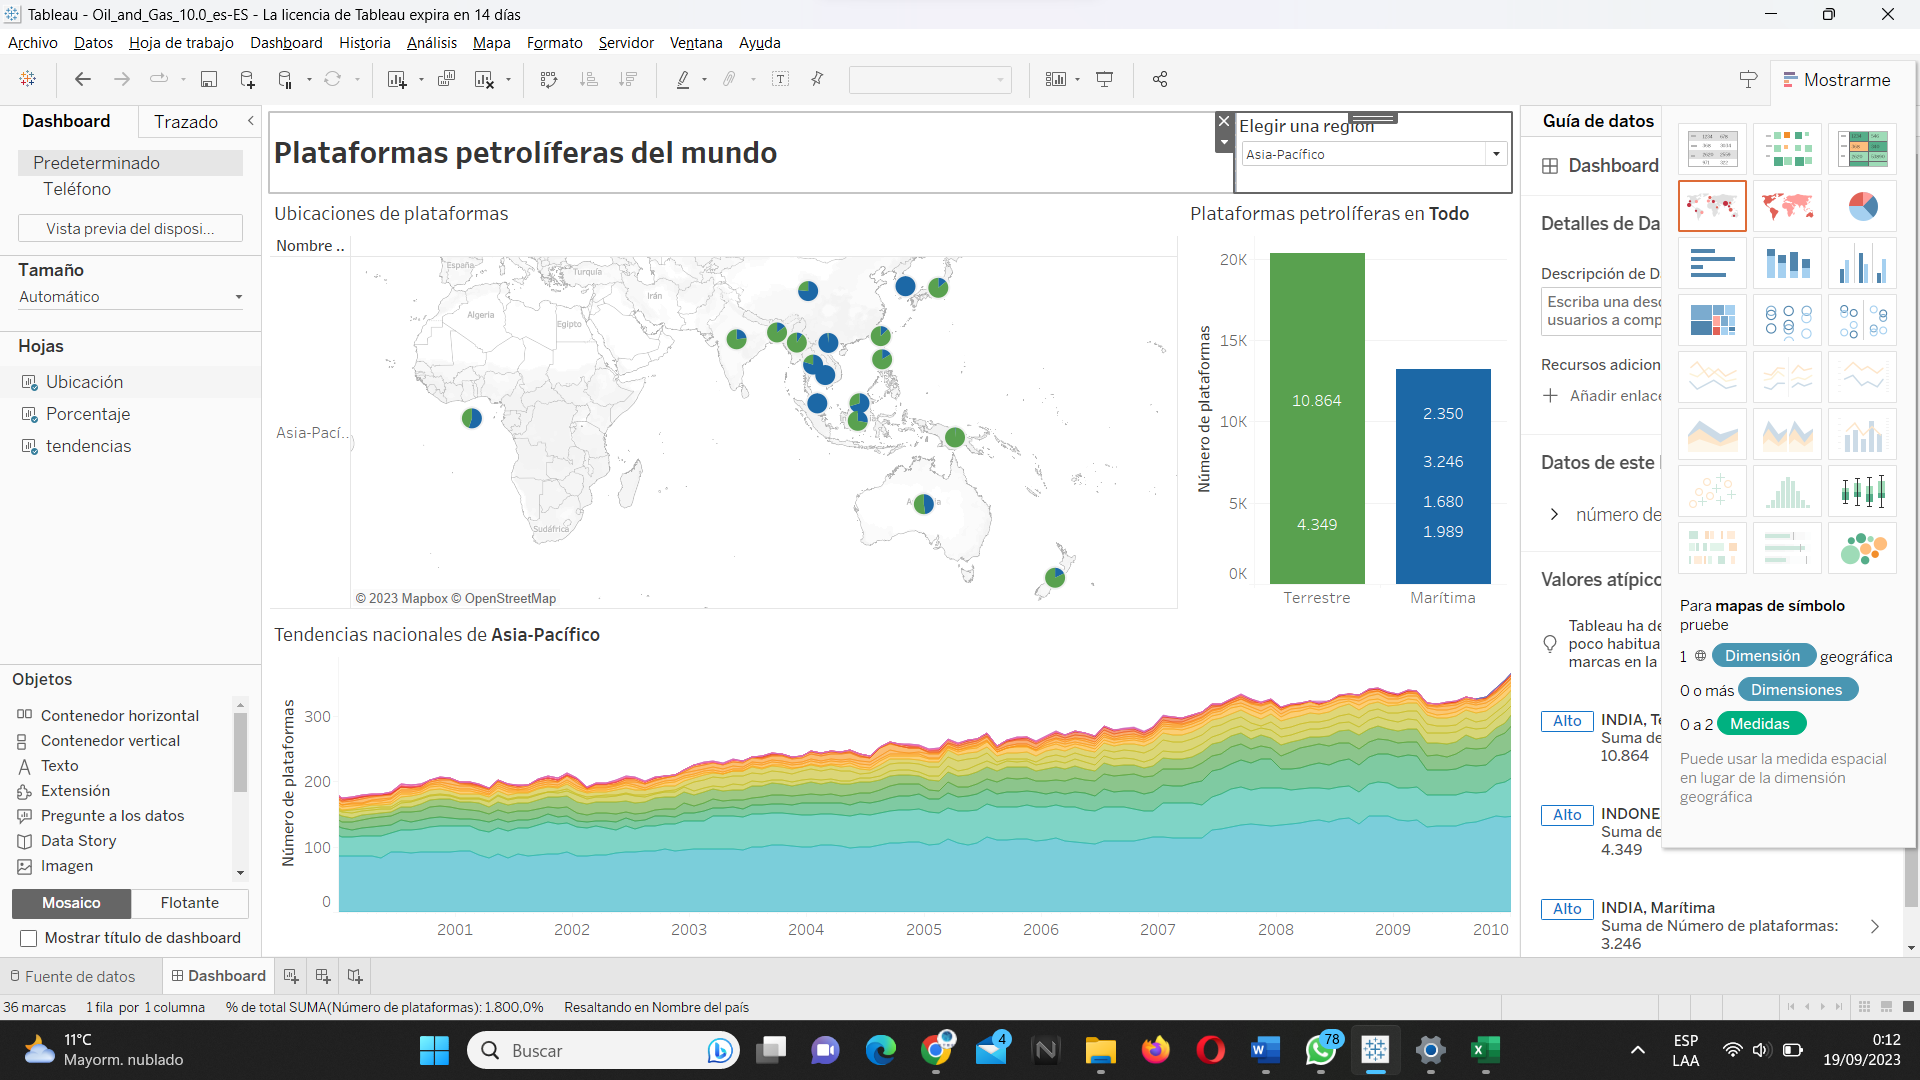 Tableau - Oil_and_Gas_10.0_es-ES - La licencia de Tableau expira en 14 días
Archivo Datos Hoja de trabajo Dashboard Historia Análisis Mapa Formato Servidor Ventana Ayuda
Mostrarme
Dashboard Trazado
Predeterminado
Teléfono
Vista previa del disposi...
Tamaño
Automático
Hojas
Ubicación
Porcentaje
tendencias
Objetos
Contenedor horizontal
Contenedor vertical
Texto
Extensión
Pregunte a los datos
Data Story
Imagen
Mosaico Flotante
Mostrar título de dashboard
Plataformas petrolíferas del mundo
Elegir una región
Asia-Pacífico
Ubicaciones de plataformas
Nombre ..
Asia-Pací..
España
Turquía
Irán
Argelia
Egipto
Sudáfrica
© 2023 Mapbox © OpenStreetMap
Plataformas petrolíferas en Todo
Número de plataformas
20K
15K
10K
5K
0K
10.864
4.349
2.350
3.246
1.680
1.989
Terrestre Marítima
Tendencias nacionales de Asia-Pacífico
Número de plataformas
300
200
100
0
2001 2002 2003 2004 2005 2006 2007 2008 2009 2010
Guía de datos
Dashboard
Detalles de Da
Descripción de D
Escriba una desc
usuarios a comp
Recursos adicion
Añadir enlace
Datos de este
número de
Valores atípico
Tableau ha de
poco habitua
marcas en la
Alto INDIA, Te
Suma de
10.864
Alto INDONE
Suma de
4.349
Alto INDIA, Marítima
Suma de Número de plataformas:
3.246
Para mapas de símbolo
pruebe
1 Dimensión geográfica
0 o más Dimensiones
0 a 2 Medidas
Puede usar la medida espacial
en lugar de la dimensión
geográfica
Fuente de datos Dashboard
36 marcas 1 fila por 1 columna % de total SUMA(Número de plataformas): 1.800,0% Resaltando en Nombre del país
11°C
Mayorm. nublado
Buscar
4
78
ESP
LAA
0:12
19/09/2023